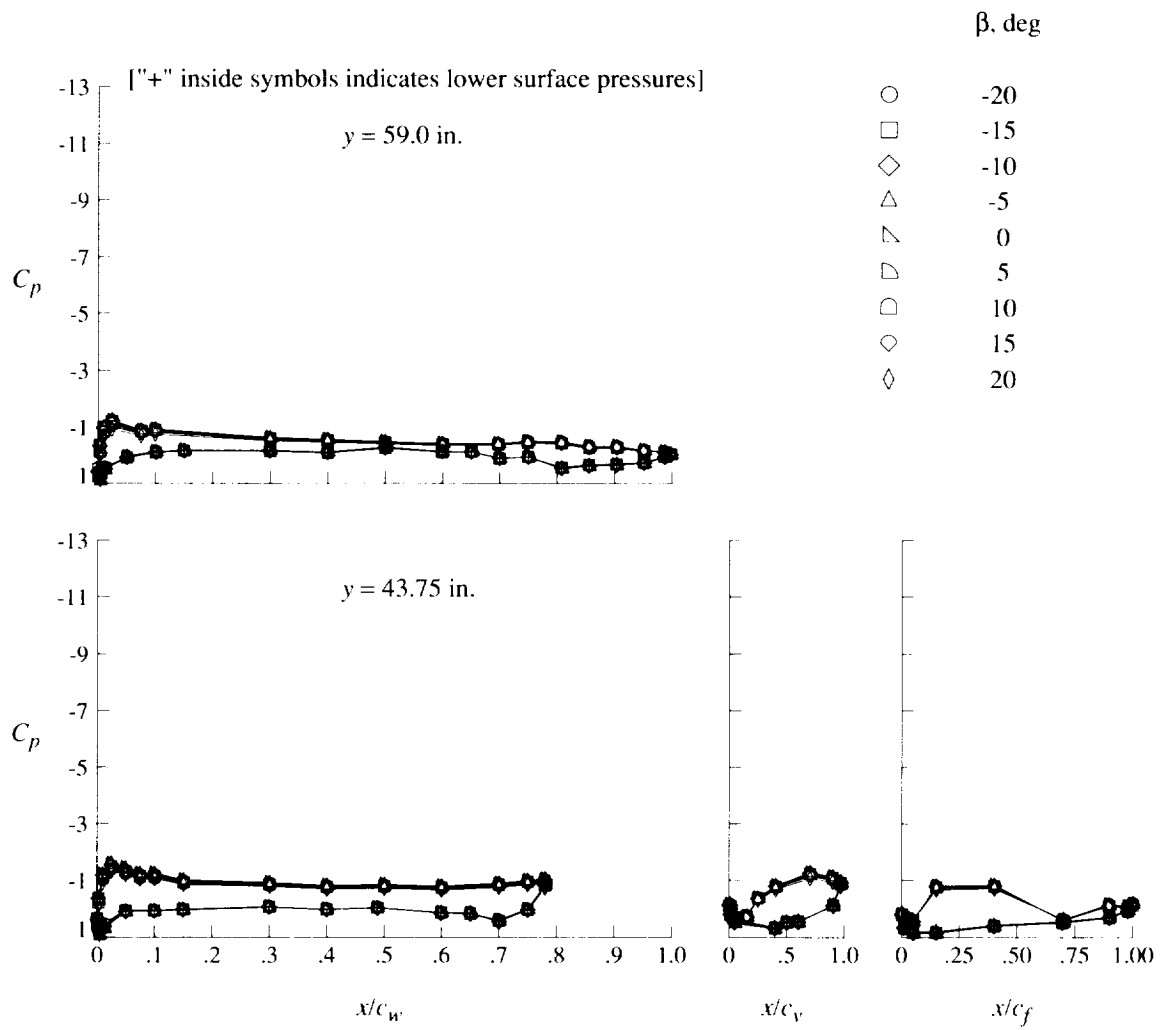 β, deg
["+" inside symbols indicates lower surface pressures]
-20
-15
-10
-5
0
5
10
15
20
y = 59.0 in.
-13
-11
-9
-7
-5
-3
-1
1
C_p
y = 43.75 in.
-13
-11
-9
-7
-5
-3
-1
1
C_p
0 .1 .2 .3 .4 .5 .6 .7 .8 .9 1.0
x/c_w
0 .5 1.0
x/c_v
0 .25 .50 .75 1.00
x/c_f